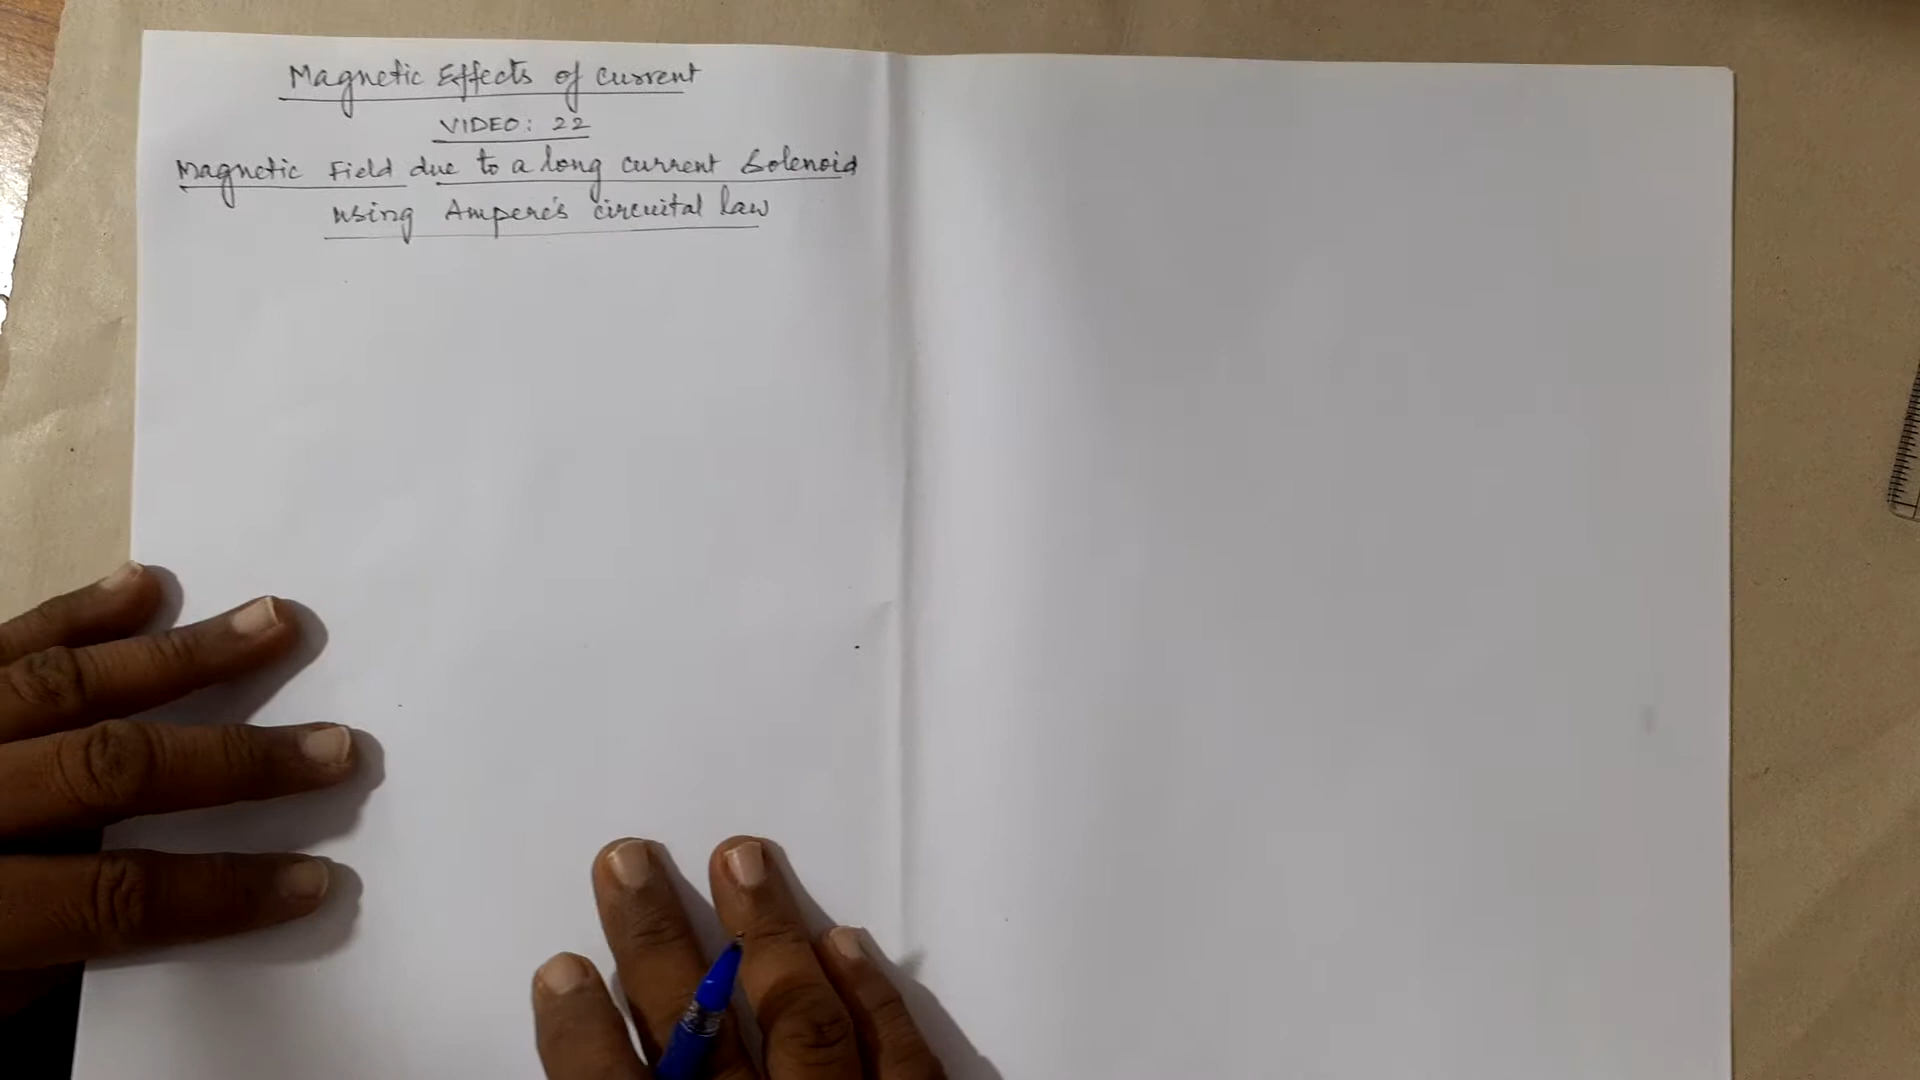 Magnetic Effects of current
VIDEO: 22
Magnetic Field due to a long current Solenoid
using Ampere's circuital law